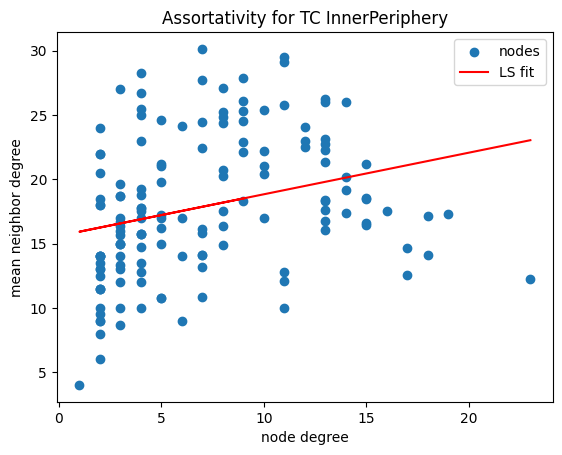 Assortativity for TC InnerPeriphery
nodes
LS fit
mean neighbor degree
30
25
20
15
10
5
0
5
10
15
20
node degree